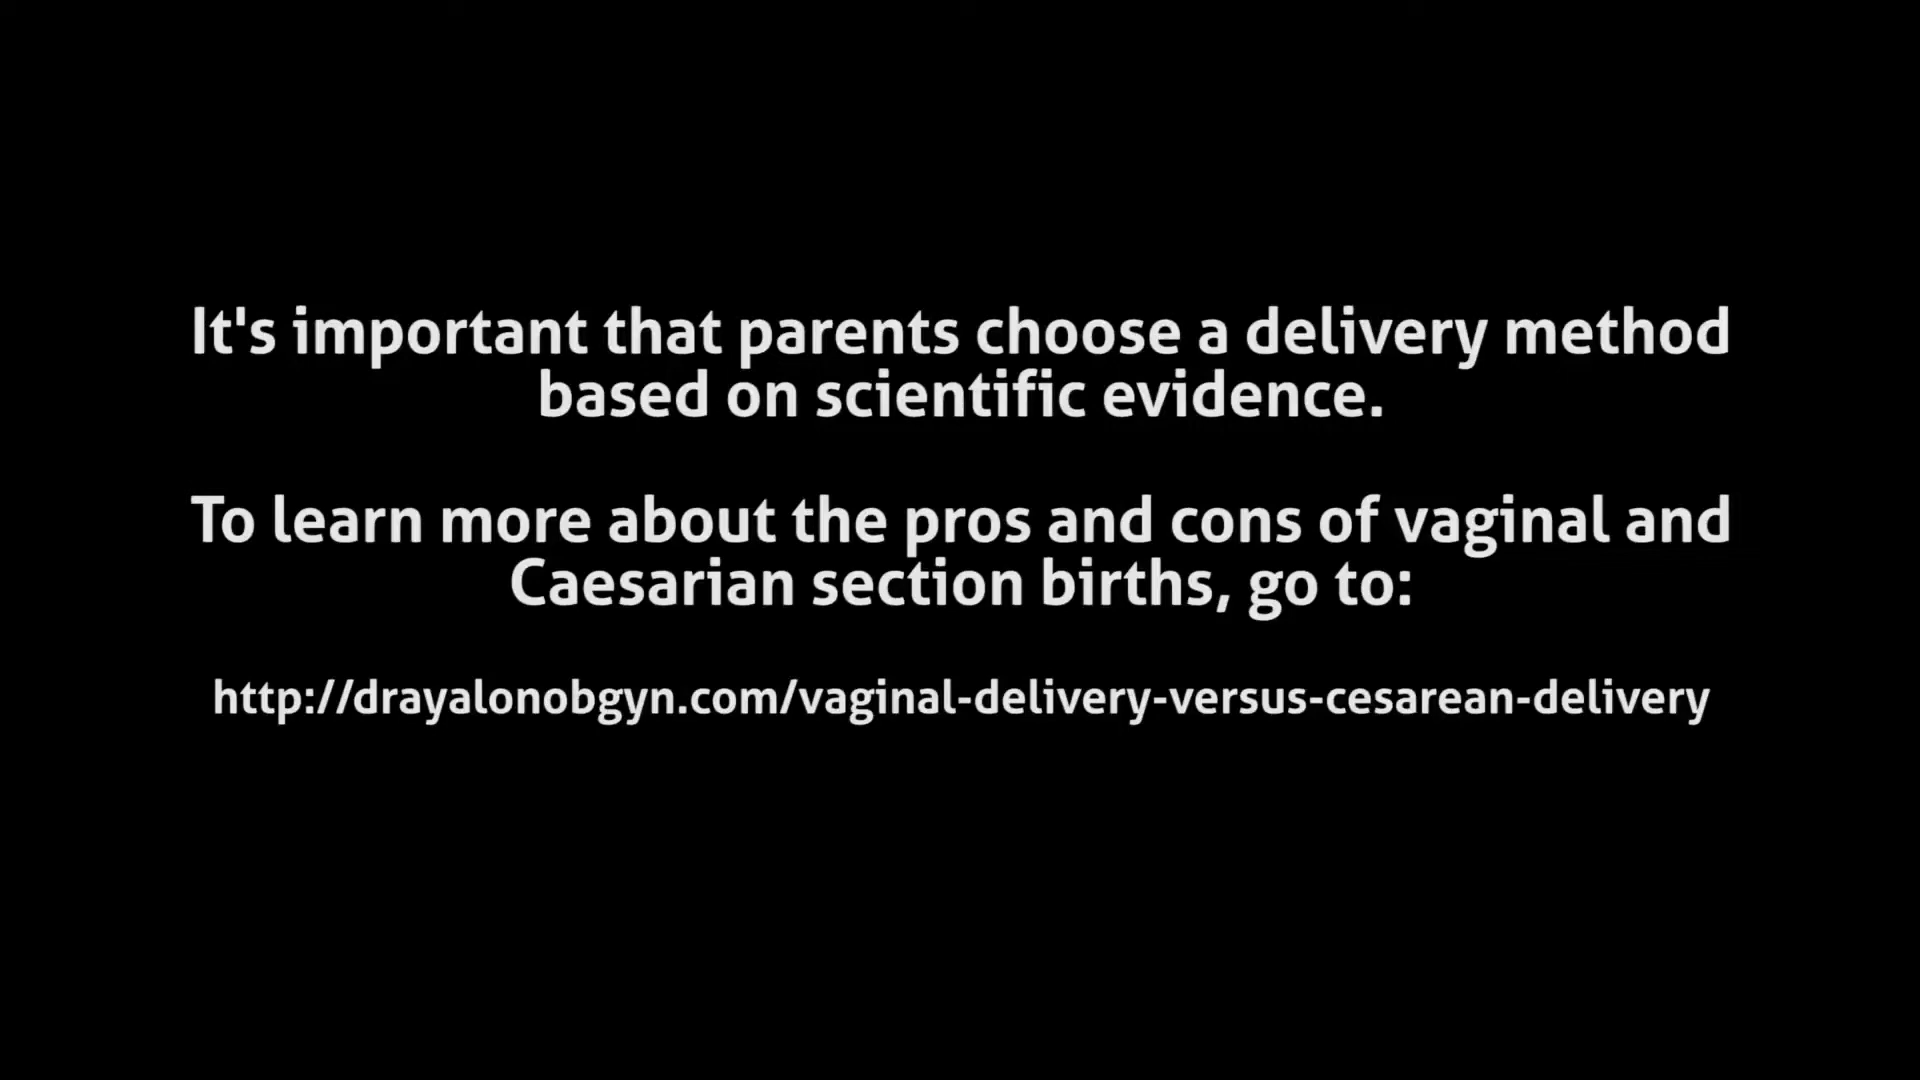 It's important that parents choose a delivery method
based on scientific evidence.
To learn more about the pros and cons of vaginal and
Caesarian section births, go to:
http://drayalonobgyn.com/vaginal-delivery-versus-cesarean-delivery